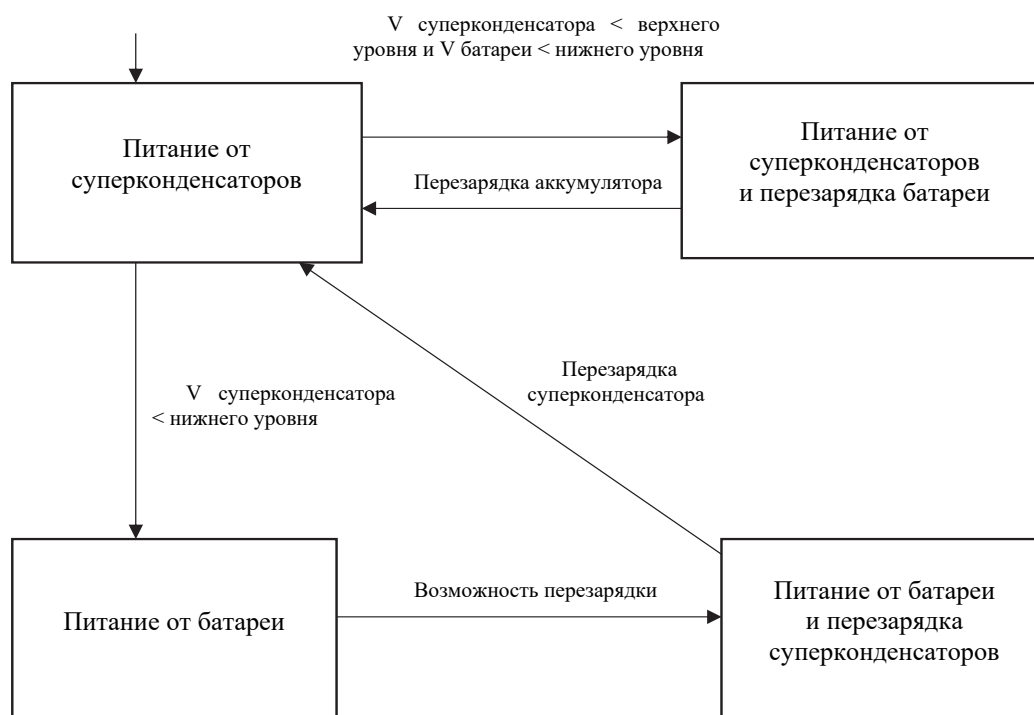 V суперконденсатора < верхнего
уровня и V батареи < нижнего уровня
Питание от
суперконденсаторов
Питание от
суперконденсаторов
и перезарядка батареи
Перезарядка аккумулятора
Перезарядка
суперконденсатора
V суперконденсатора
< нижнего уровня
Питание от батареи
Возможность перезарядки
Питание от батареи
и перезарядка
суперконденсаторов